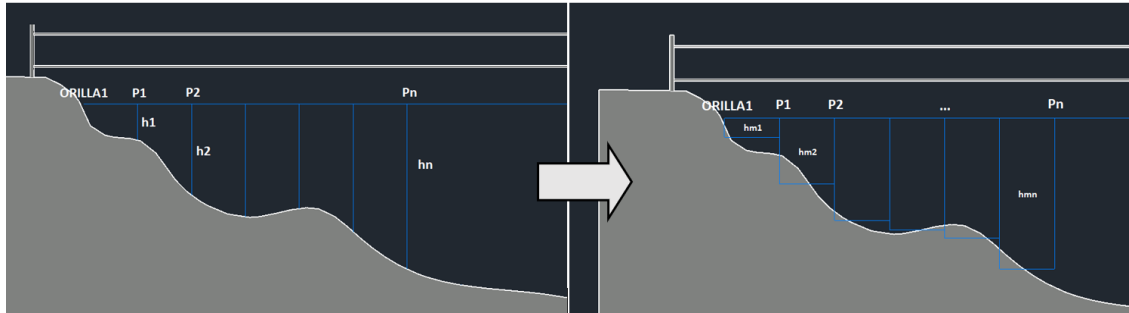 ORILLA1 P1 P2 Pn
h1
h2
hn
ORILLA1 P1 P2 ... Pn
hm1
hm2
hmn